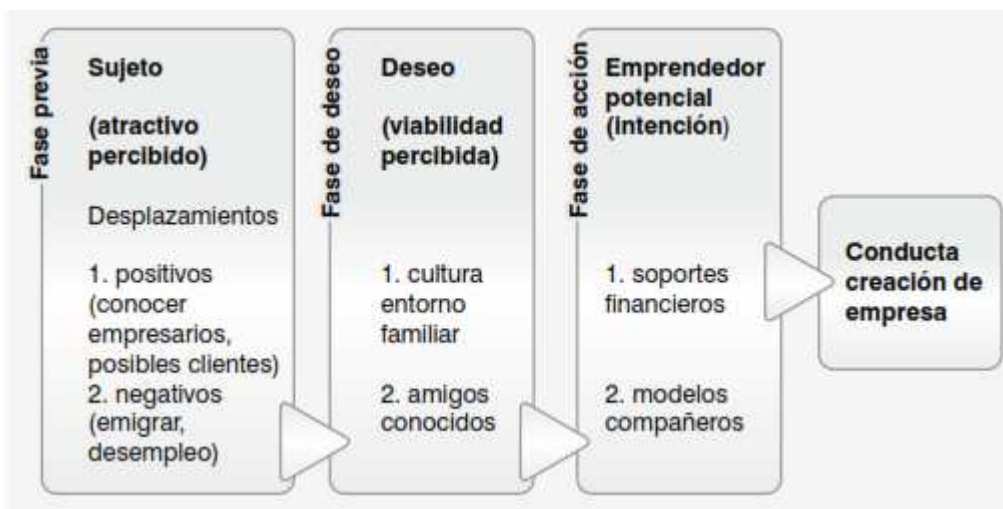 Fase previa
Sujeto
(atractivo
percibido)
Desplazamientos
1. positivos
(conocer
empresarios,
posibles clientes)
2. negativos
(emigrar,
desempleo)
Fase de deseo
Deseo
(viabilidad
percibida)
1. cultura
entorno
familiar
2. amigos
conocidos
Fase de acción
Emprendedor
potencial
(intención)
1. soportes
financieros
2. modelos
compañeros
Conducta
creación de
empresa